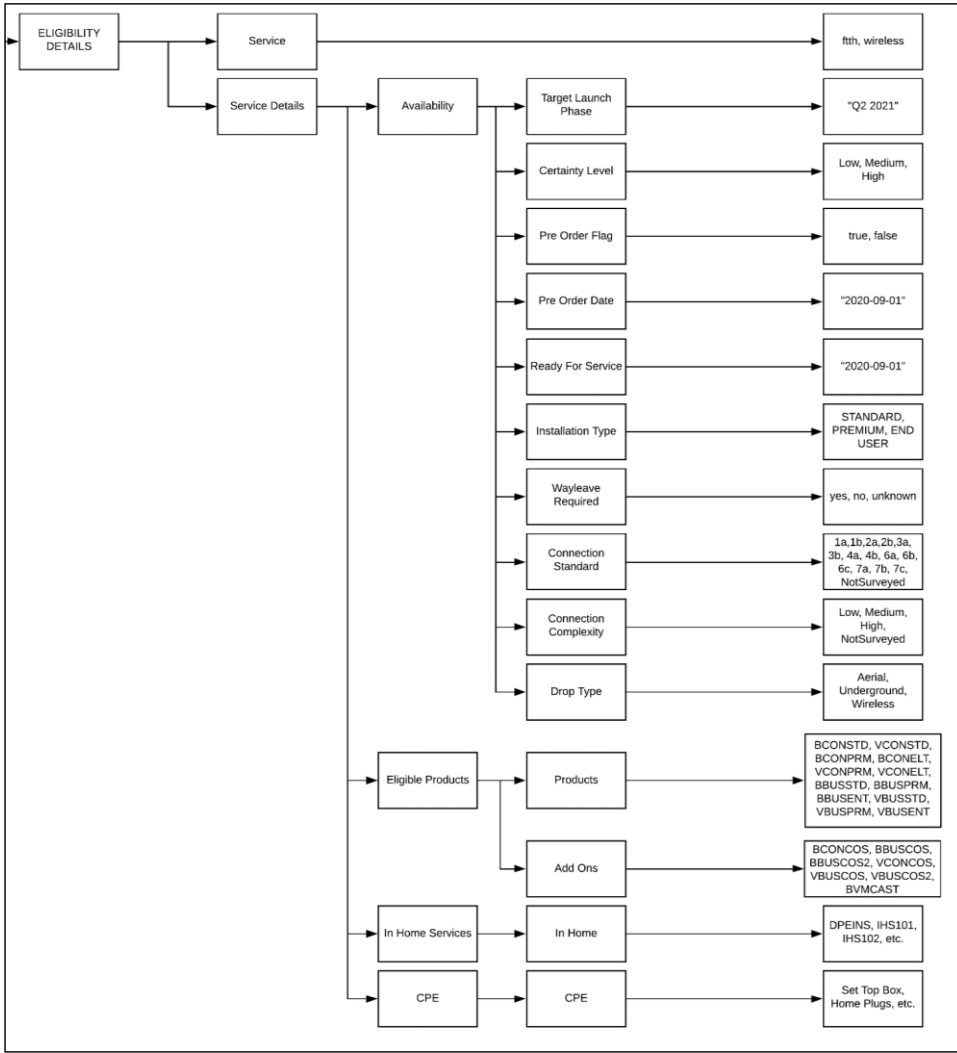 ELIGIBILITY
DETAILS
Service
ftth, wireless
Service Details
Availability
Target Launch
Phase
"Q2 2021"
Certainty Level
Low, Medium,
High
Pre Order Flag
true, false
Pre Order Date
"2020-09-01"
Ready For Service
"2020-09-01"
Installation Type
STANDARD,
PREMIUM, END
USER
Wayleave
Required
yes, no, unknown
Connection
Standard
1a,1b,2a,2b,3a,
3b, 4a, 4b, 6a, 6b,
6c, 7a, 7b, 7c,
NotSurveyed
Connection
Complexity
Low, Medium,
High,
NotSurveyed
Drop Type
Aerial,
Underground,
Wireless
Eligible Products
Products
BCONSTD, VCONSTD,
BCONPRM, BCONELT,
VCONPRM, VCONELT,
BBUSSTD, BBUSPRM,
BBUSENT, VBUSSTD,
VBUSPRM, VBUSENT
Add Ons
BCONCOS, BBUSCOS,
BBUSCOS2, VCONCOS,
VBUSCOS, VBUSCOS2,
BVMCAST
In Home Services
In Home
DPEINS, IHS101,
IHS102, etc.
CPE
CPE
Set Top Box,
Home Plugs, etc.